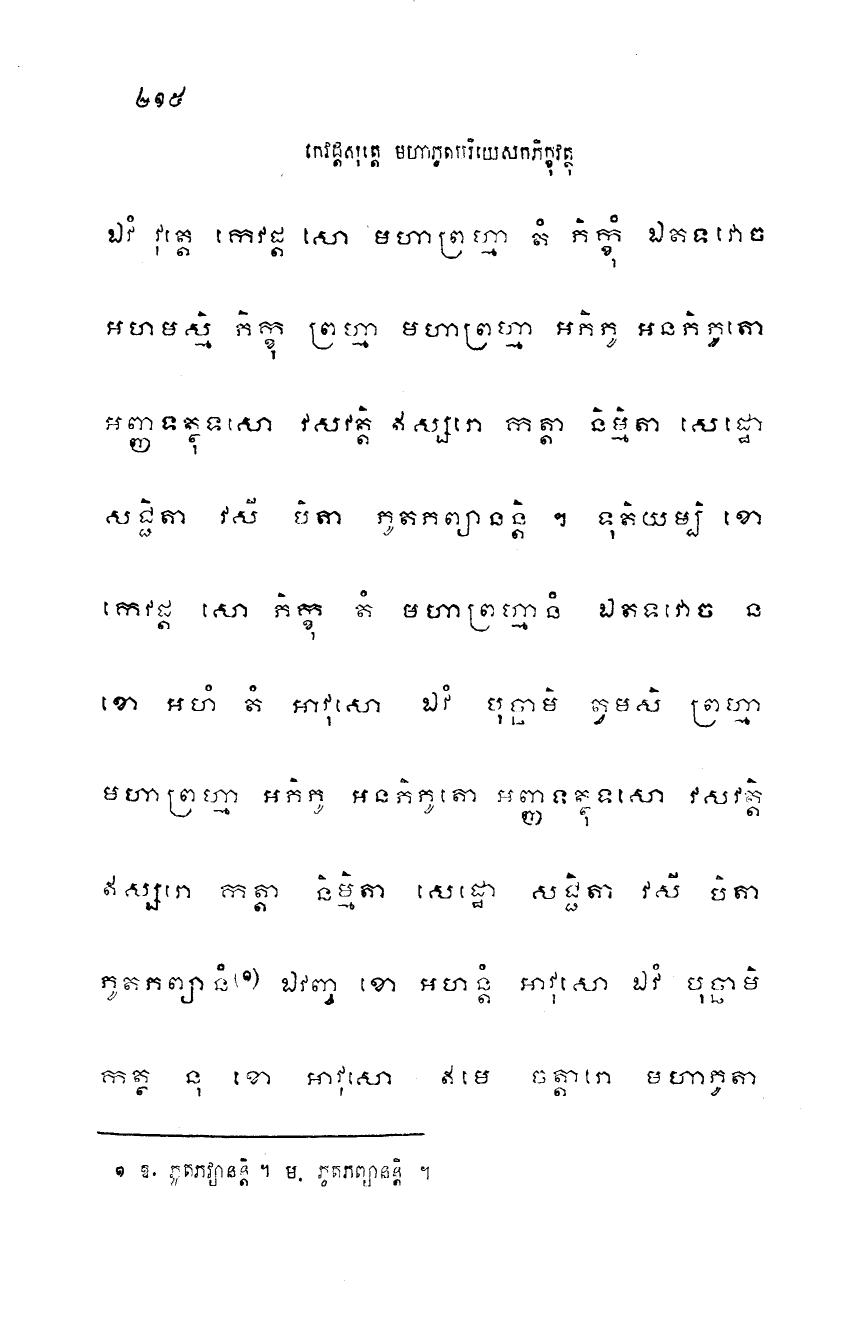 ២១៥
កេវដ្ដសុត្តេ មហាភូតបរិយេសកភិក្ខុវត្ថុ
ឯវំ វុត្តេ កេវដ្ដ សោ មហាព្រហ្មា តំ ភិក្ខុំ ឯតទវោច
អហមស្មិ ភិក្ខុ ព្រហ្មា មហាព្រហ្មា អភិភូ អនភិភូតោ
អញ្ញទត្ថុទសោ វសវត្តិ ឥស្សរោ កត្តា និម្មិតា សេដ្ឋោ
សជ្ជិតា វសី បិតា ភូតភព្យានន្តិ ។ ទុតិយម្បិ ខោ
កេវដ្ដ សោ ភិក្ខុ តំ មហាព្រហ្មានំ ឯតទវោច ន
ខោ អហំ តំ អាវុសោ ឯវំ បុច្ឆាមិ ត្វមសិ ព្រហ្មា
មហាព្រហ្មា អភិភូ អនភិភូតោ អញ្ញទត្ថុទសោ វសវត្តិ
ឥស្សរោ កត្តា និម្មិតា សេដ្ឋោ សជ្ជិតា វសី បិតា
ភូតភព្យានំ(១) ឯវញ្ច ខោ អហន្តំ អាវុសោ ឯវំ បុច្ឆាមិ
កត្ថ នុ ខោ អាវុសោ ឥមេ ចត្តារោ មហាភូតា
១ ឱ. ភូតភវ្យានន្តិ ។ ម. ភូតភព្យានន្តិ ។